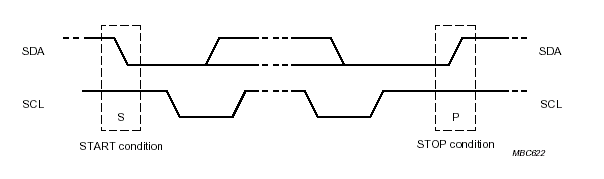 SDA SDA
SCL S P SCL
START condition STOP condition
MBC622